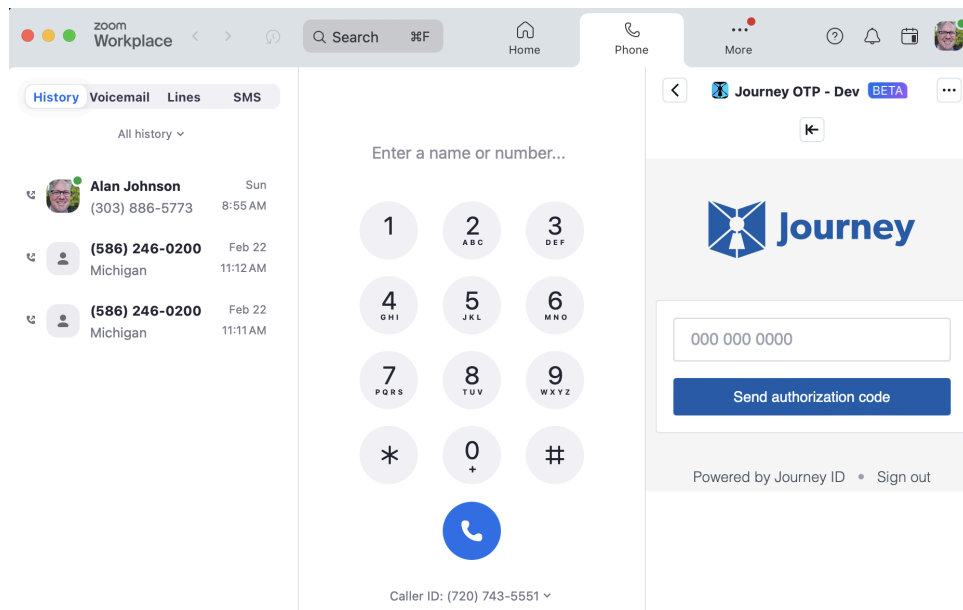 zoom
Workplace
Search ⌘F
Home
Phone
More
History Voicemail Lines SMS
All history
Alan Johnson Sun
(303) 886-5773 8:55 AM
(586) 246-0200 Feb 22
Michigan 11:12 AM
(586) 246-0200 Feb 22
Michigan 11:11 AM
Enter a name or number...
1 2 3
ABC DEF
4 5 6
GHI JKL MNO
7 8 9
PQRS TUV WXYZ
* 0 #
+
Caller ID: (720) 743-5551
Journey OTP - Dev BETA
Journey
000 000 0000
Send authorization code
Powered by Journey ID • Sign out